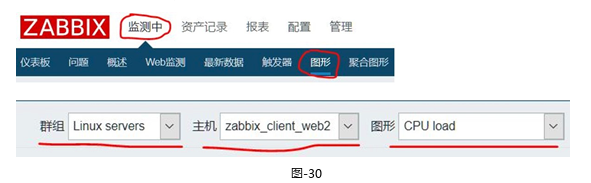 ZABBIX 监测中 资产记录 报表 配置 管理
仪表板 问题 概述 Web监测 最新数据 触发器 图形 聚合图形
群组 Linux servers 主机 zabbix_client_web2 图形 CPU load
图-30